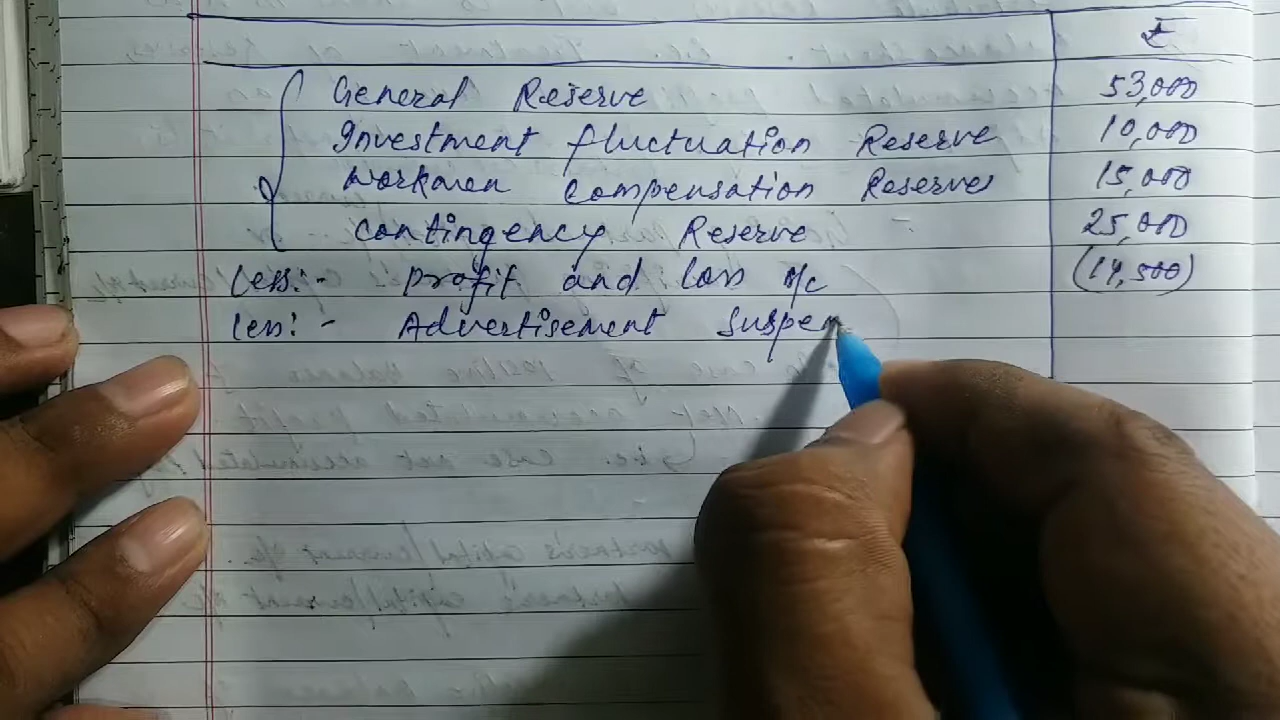 ₹
General Reserve 53,000
Investment fluctuation Reserve 10,000
Workmen compensation Reserve 15,000
Contingency Reserve 25,000
Less:- Profit and Loss A/c (14,500)
Less:- Advertisement Suspen